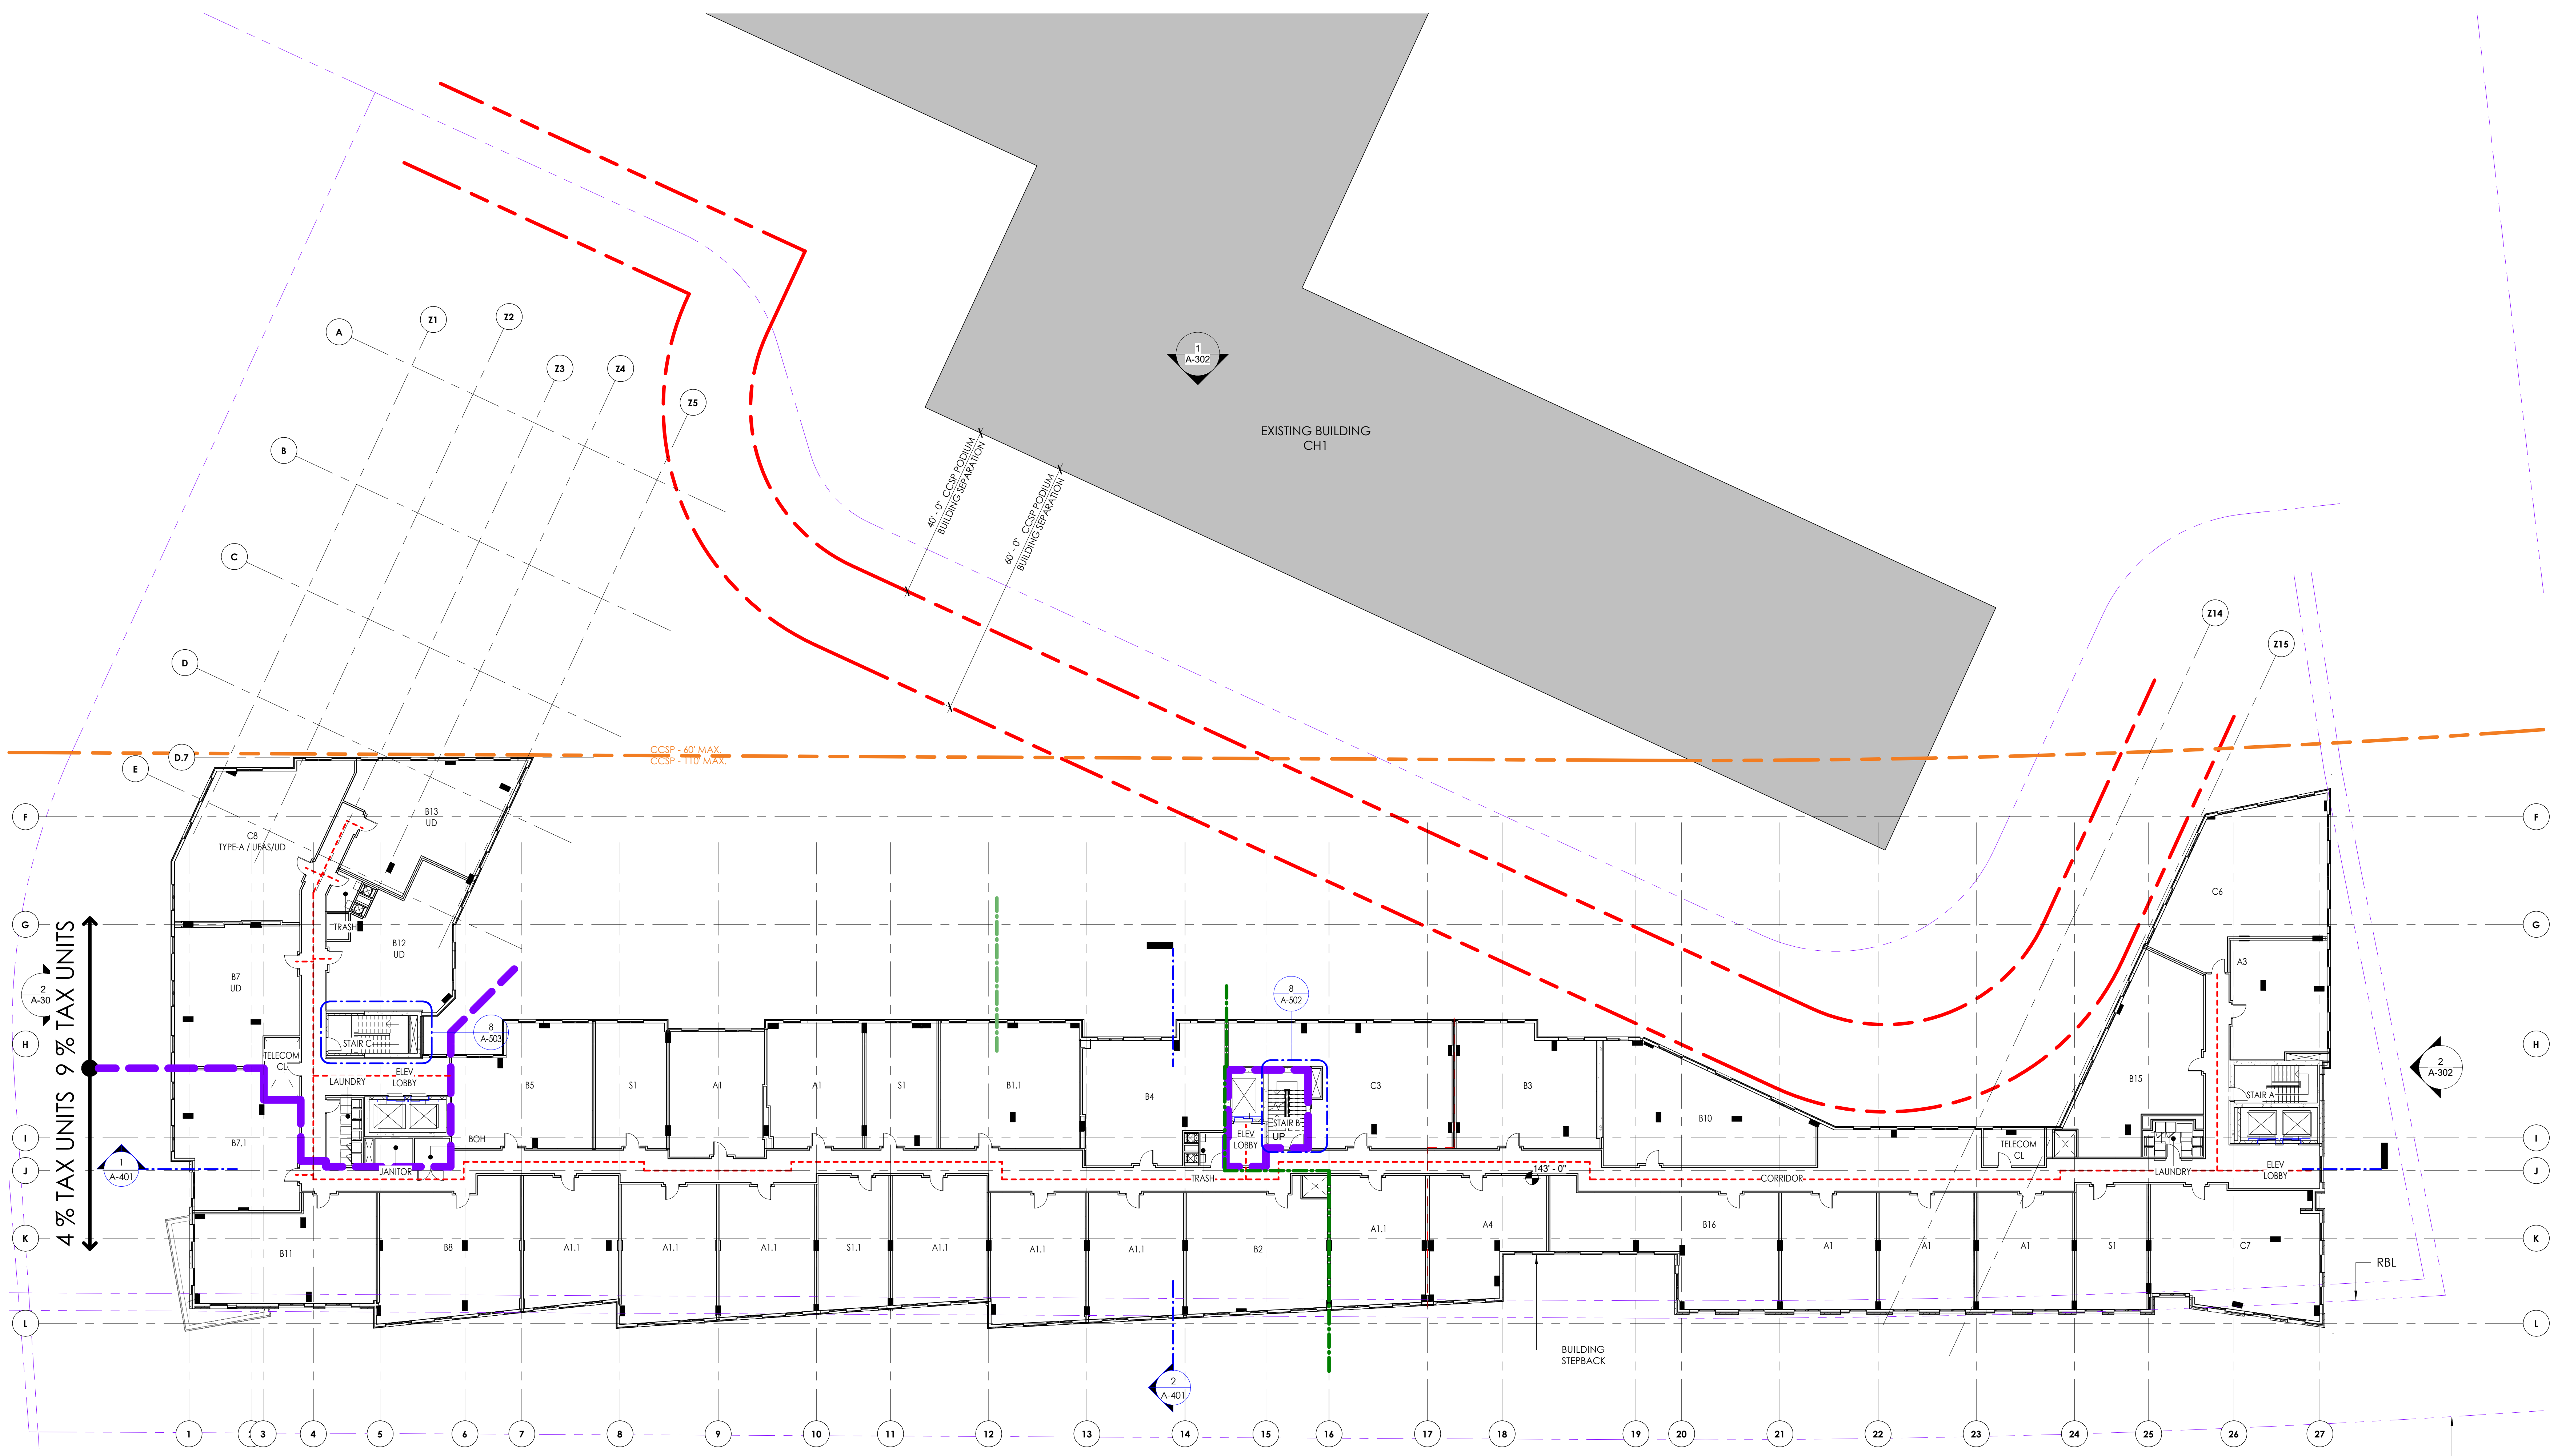 Z1
Z2
A
Z3
Z4
Z5
1
A-302
EXISTING BUILDING
CH1
B
40' - 0" CCSP PODIUM
BUILDING SEPARATION
60' - 0" CCSP PODIUM
BUILDING SEPARATION
C
Z14
Z15
D
D.7
E
CCSP - 60' MAX.
CCSP - 110' MAX.
F
B13
UD
C8
TYPE-A / UFAS/UD
F
C6
G
TRASH
B12
UD
G
A3
B7
UD
2
A-30
9 % TAX UNITS
4 % TAX UNITS
8
A-502
8
A-503
H
STAIR C
H
TELECOM
CL
LAUNDRY
ELEV
LOBBY
B5
S1
A1
A1
S1
B1.1
B4
C3
B3
B10
B15
2
A-302
STAIR A
STAIR B
UP
ELEV
LOBBY
I
B7.1
BOH
TELECOM
CL
I
1
A-401
J
JANITOR
TRASH
143' - 0"
CORRIDOR
LAUNDRY
ELEV
LOBBY
J
K
B11
B8
A1.1
A1.1
A1.1
S1.1
A1.1
A1.1
A1.1
B2
A1.1
A4
B16
A1
A1
A1
S1
C7
K
RBL
L
L
BUILDING
STEPBACK
2
A-401
1
3
4
5
6
7
8
9
10
11
12
13
14
15
16
17
18
19
20
21
22
23
24
25
26
27